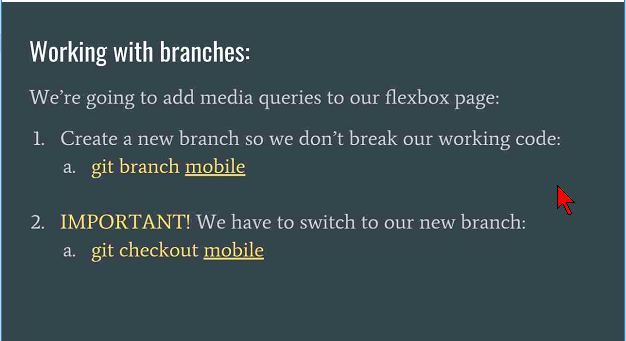 Working with branches:
We’re going to add media queries to our flexbox page:
1. Create a new branch so we don’t break our working code:
a. git branch mobile
2. IMPORTANT! We have to switch to our new branch:
a. git checkout mobile